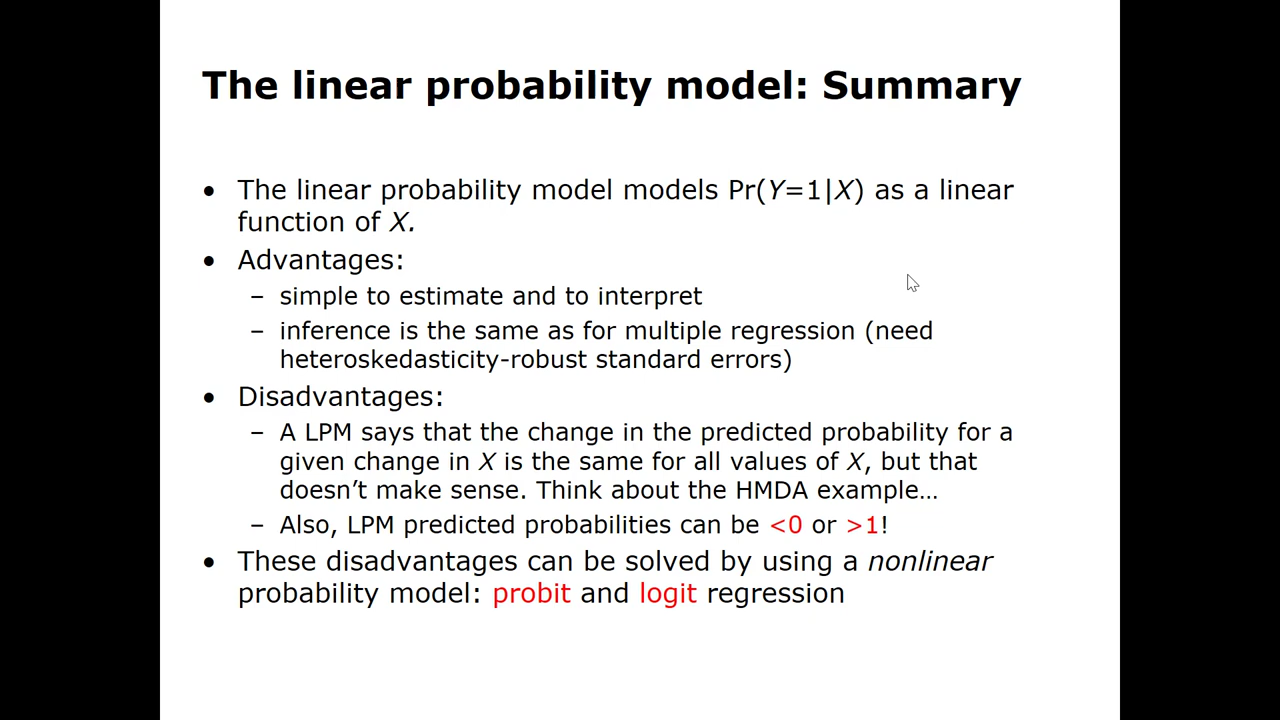 The linear probability model: Summary
• The linear probability model models Pr(Y=1|X) as a linear
function of X.
• Advantages:
– simple to estimate and to interpret
– inference is the same as for multiple regression (need
heteroskedasticity-robust standard errors)
• Disadvantages:
– A LPM says that the change in the predicted probability for a
given change in X is the same for all values of X, but that
doesn’t make sense. Think about the HMDA example…
– Also, LPM predicted probabilities can be <0 or >1!
• These disadvantages can be solved by using a nonlinear
probability model: probit and logit regression